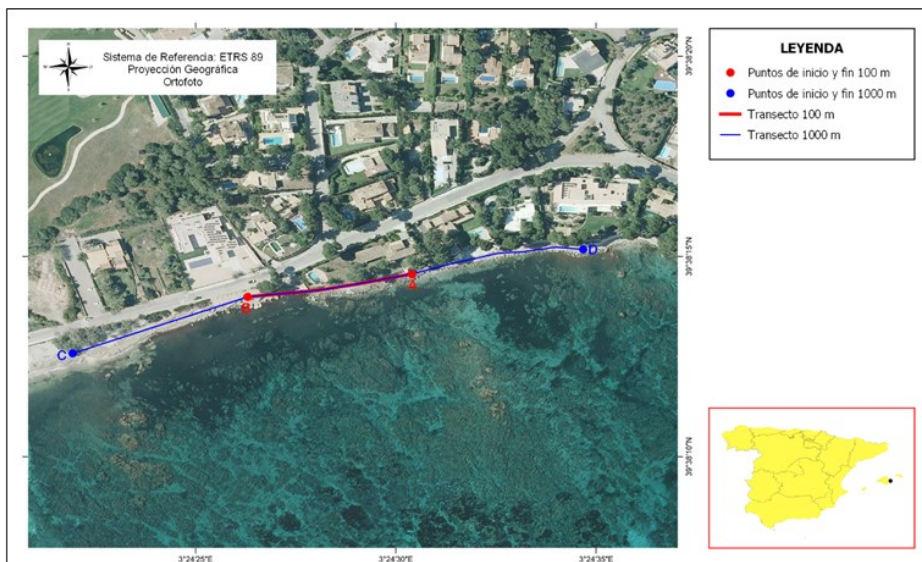 Sistema de Referencia: ETRS 89
Proyección Geográfica
Ortofoto
LEYENDA
Puntos de inicio y fin 100 m
Puntos de inicio y fin 1000 m
Transecto 100 m
Transecto 1000 m
39°38'20"N
39°38'15"N
39°38'10"N
D
A
B
C
3°24'25"E
3°24'30"E
3°24'35"E